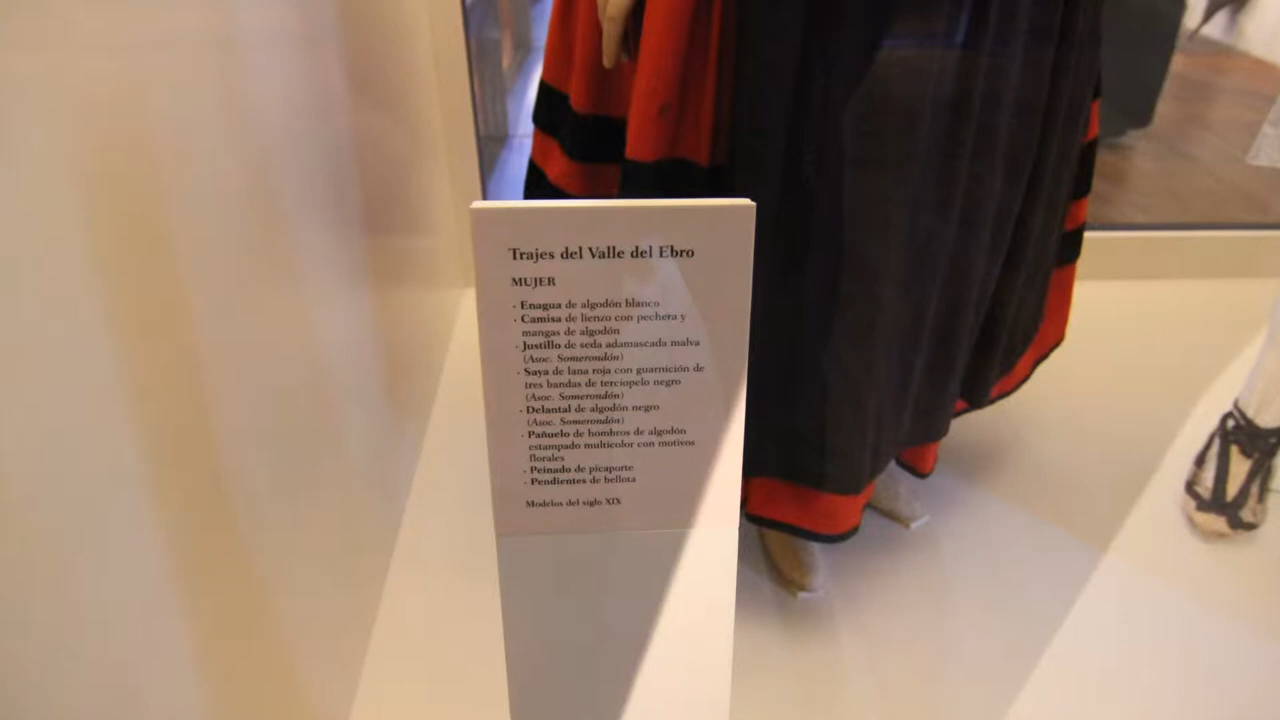 Trajes del Valle del Ebro
MUJER
· Enagua de algodón blanco
· Camisa de lienzo con pechera y
mangas de algodón
· Justillo de seda adamascada malva
(Asoc. Somerondón)
· Saya de lana roja con guarnición de
tres bandas de terciopelo negro
(Asoc. Somerondón)
· Delantal de algodón negro
(Asoc. Somerondón)
· Pañuelo de hombros de algodón
estampado multicolor con motivos
florales
· Peinado de picaporte
· Pendientes de bellota
Modelos del siglo XIX